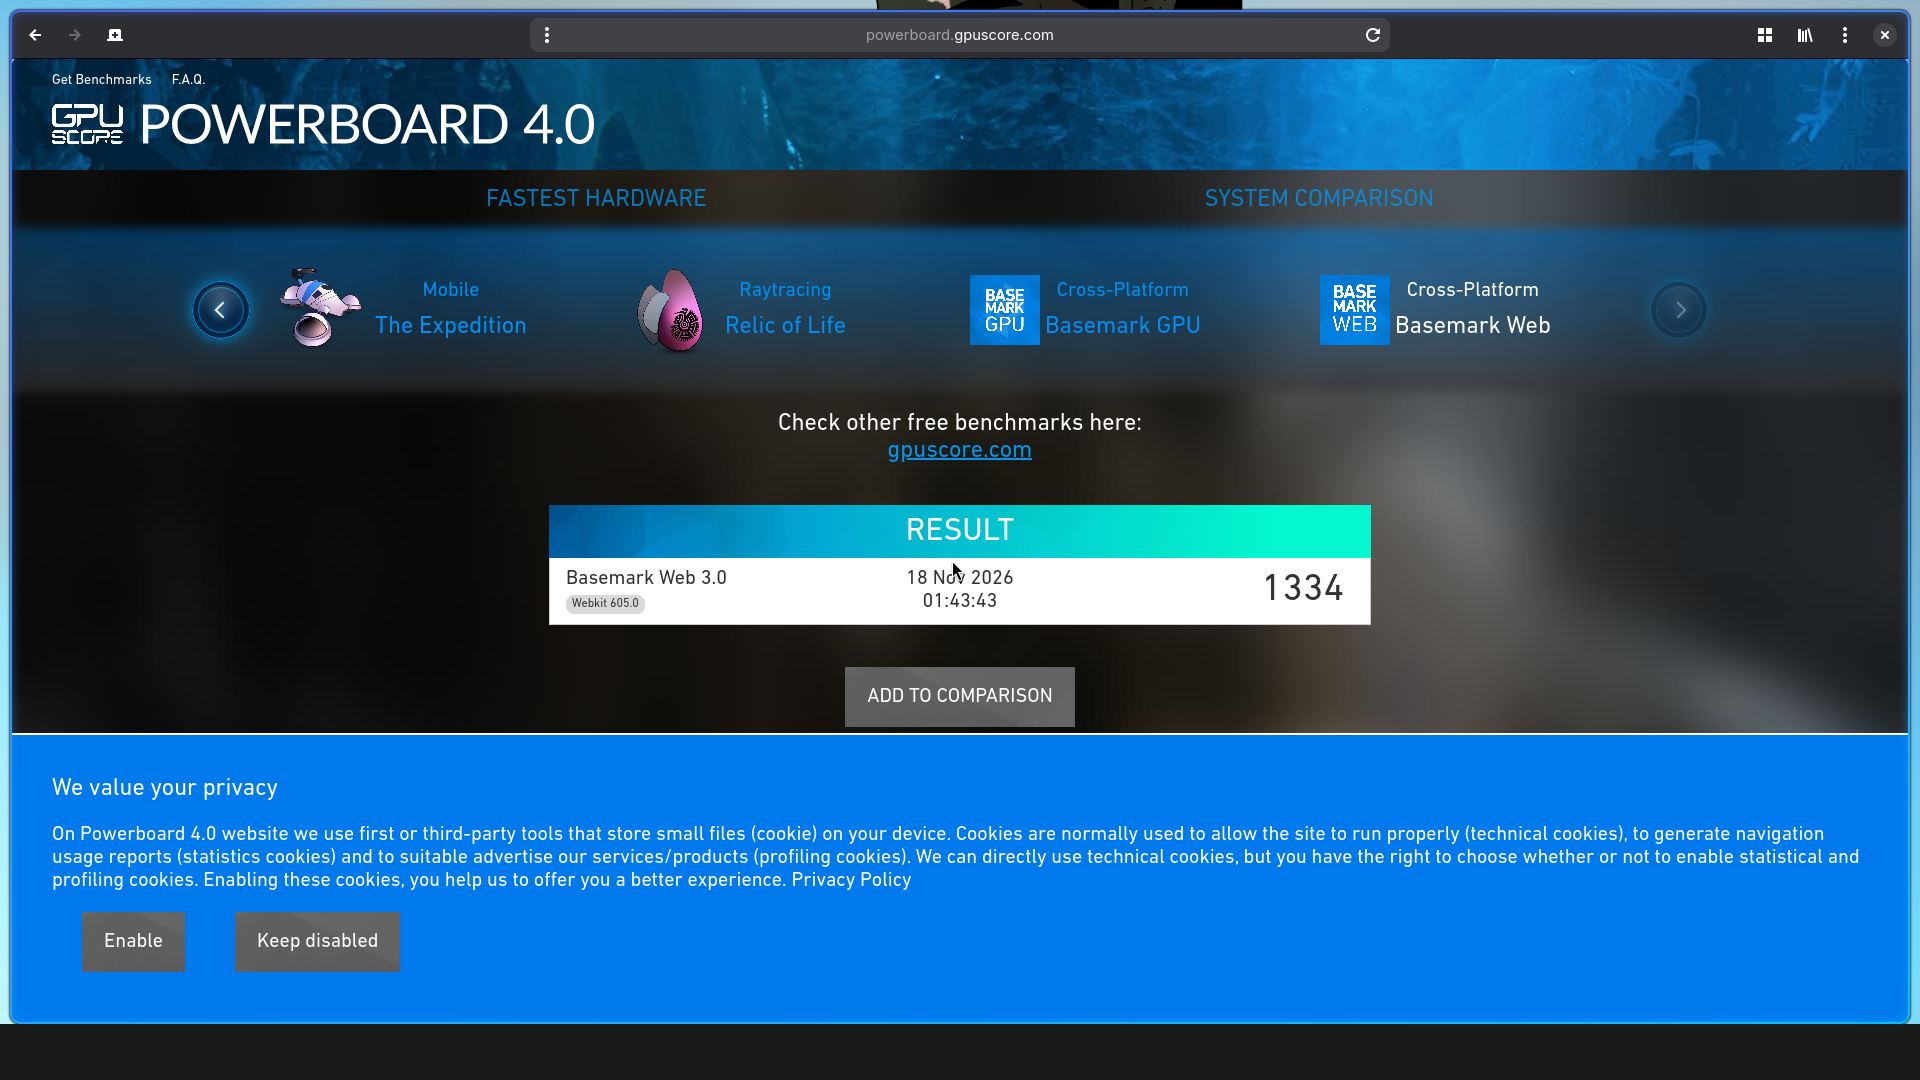 powerboard.gpuscore.com
Get Benchmarks F.A.Q.
GPU SCORE POWERBOARD 4.0
FASTEST HARDWARE SYSTEM COMPARISON
Mobile
The Expedition
Raytracing
Relic of Life
BASE MARK GPU
Cross-Platform
Basemark GPU
BASE MARK WEB
Cross-Platform
Basemark Web
Check other free benchmarks here:
gpuscore.com
RESULT
Basemark Web 3.0
Webkit 605.0
18 Nov 2026
01:43:43
1334
ADD TO COMPARISON
We value your privacy
On Powerboard 4.0 website we use first or third-party tools that store small files (cookie) on your device. Cookies are normally used to allow the site to run properly (technical cookies), to generate navigation
usage reports (statistics cookies) and to suitable advertise our services/products (profiling cookies). We can directly use technical cookies, but you have the right to choose whether or not to enable statistical and
profiling cookies. Enabling these cookies, you help us to offer you a better experience. Privacy Policy
Enable Keep disabled